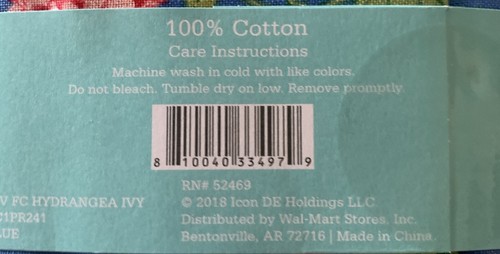 100% Cotton
Care Instructions
Machine wash in cold with like colors.
Do not bleach. Tumble dry on low. Remove promptly.
8 10040 33497 9
RN# 52469
V FC HYDRANGEA IVY © 2018 Icon DE Holdings LLC
C1PR241 Distributed by Wal-Mart Stores, Inc.
LUE Bentonville, AR 72716 | Made in China